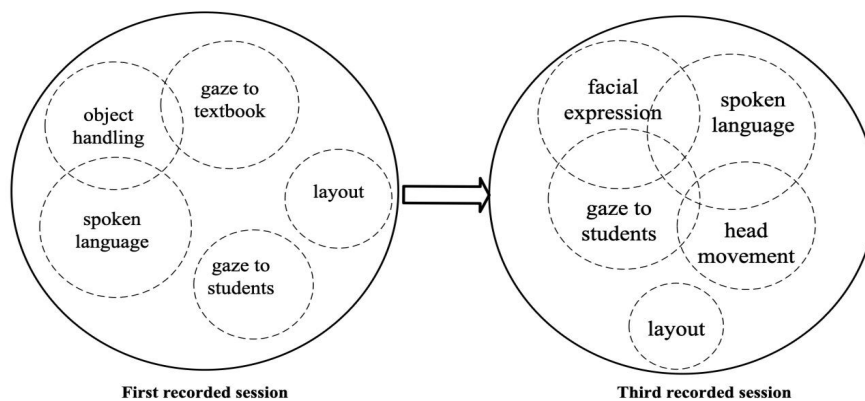 gaze to
textbook
object
handling
layout
spoken
language
gaze to
students
First recorded session
facial
expression
spoken
language
gaze to
students
head
movement
layout
Third recorded session